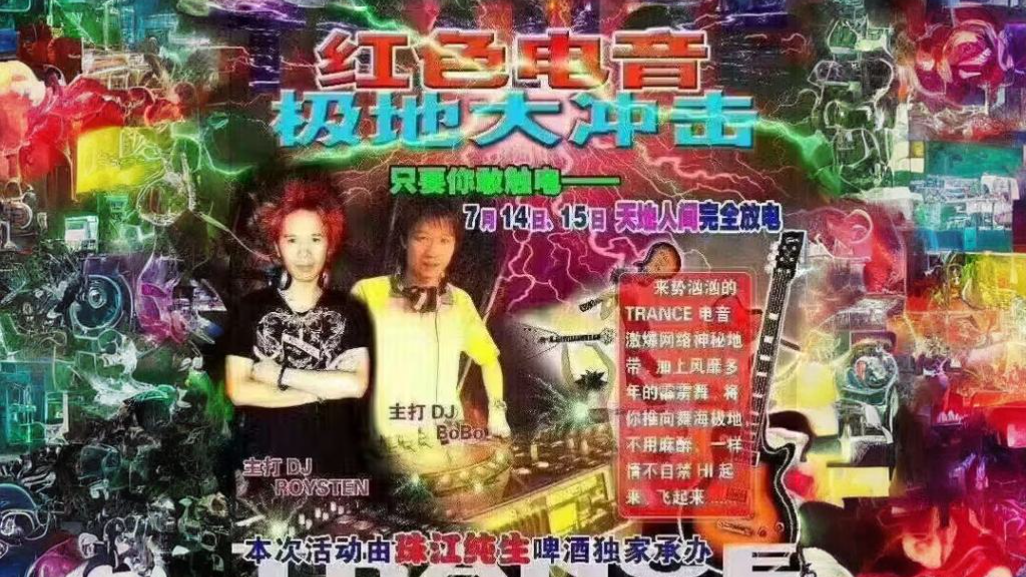 红色电音
极地大冲击
只要你敢触电——
7月14日、15日 天地人间完全放电
来势汹汹的
TRANCE 电音
激爆网络神秘地
带,加上风靡多
年的霹雳舞,将
你推向舞海极地
不用麻醉、一样
情不自禁 HI 起
来、飞起来……
主打 DJ
BoBo
主打 DJ
ROYSTEN
本次活动由珠江纯生啤酒独家承办